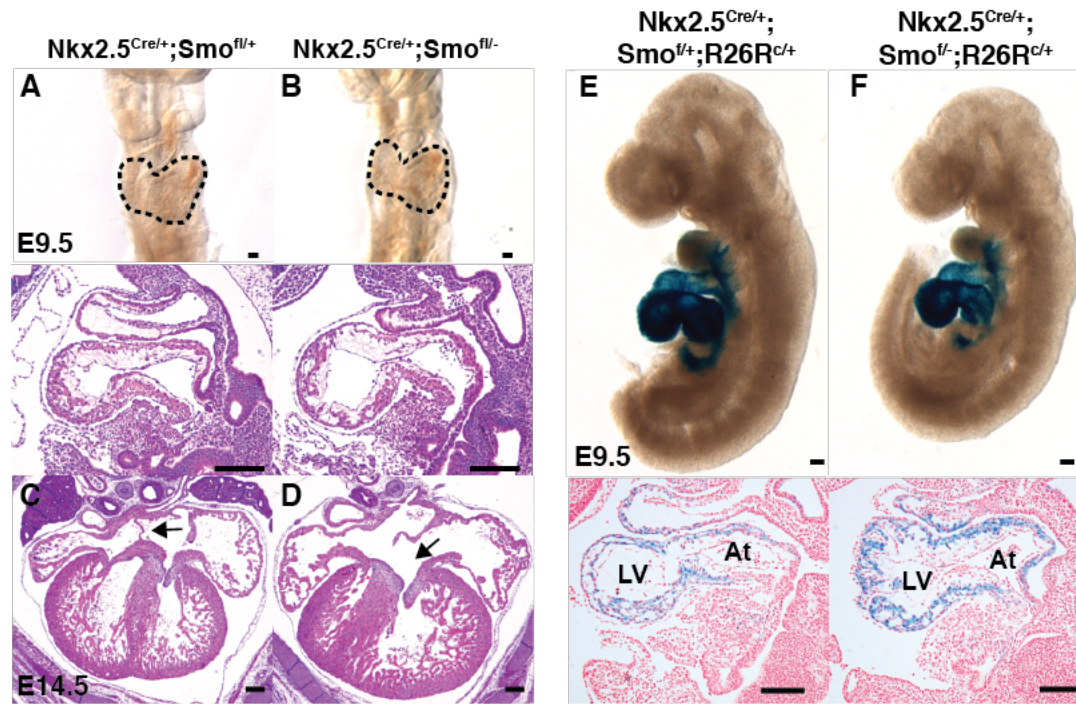 Nkx2.5Cre/+;Smofl/+
Nkx2.5Cre/+;Smofl/-
A
B
E9.5
C
D
E14.5
Nkx2.5Cre/+;
Smof/+;R26Rc/+
Nkx2.5Cre/+;
Smof/-;R26Rc/+
E
F
E9.5
LV
At
LV
At